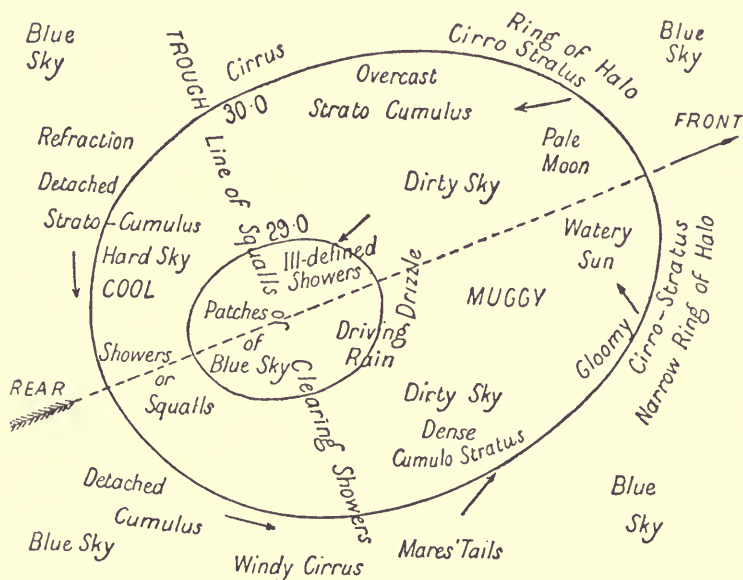 Blue
Sky
TROUGH
Line of Squalls or Clearing Showers
Cirrus
Ring of Halo
Cirro Stratus
Blue
Sky
30·0
Overcast
Strato Cumulus
FRONT
Refraction
Pale
Moon
Detached
Strato-Cumulus
Hard Sky
COOL
Dirty Sky
29·0
Ill-defined
Showers
Watery
Sun
Drizzle
MUGGY
Patches
of
Blue Sky
Driving
Rain
Gloomy
Cirro-Stratus
Narrow Ring of Halo
Showers
or
Squalls
REAR
Dirty Sky
Dense
Cumulo Stratus
Detached
Cumulus
Blue
Sky
Blue Sky
Windy Cirrus
Mares' Tails